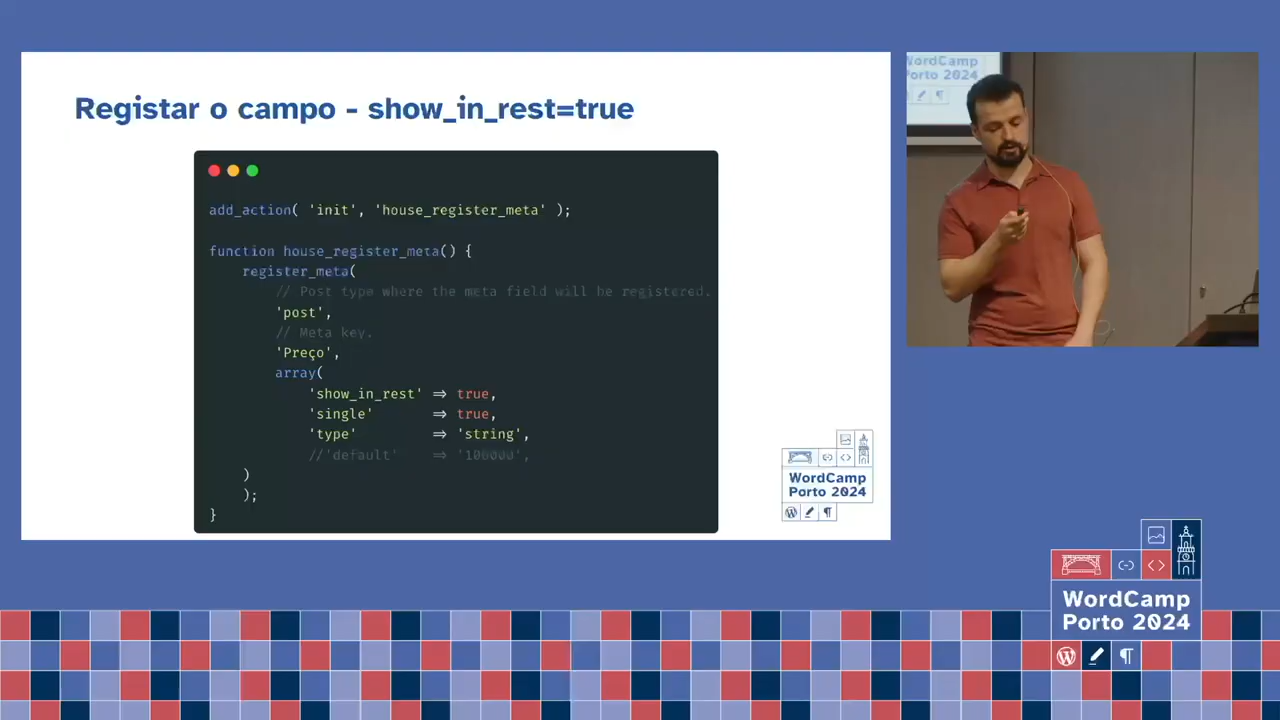 Registar o campo - show_in_rest=true
add_action( 'init', 'house_register_meta' );
function house_register_meta() {
register_meta(
// Post type where the meta field will be registered.
'post',
// Meta key.
'Preço',
array(
'show_in_rest' => true,
'single' => true,
'type' => 'string',
//'default' => '100000',
)
);
}
WordCamp
Porto 2024
WordCamp
Porto 2024
WordCamp
Porto 2024